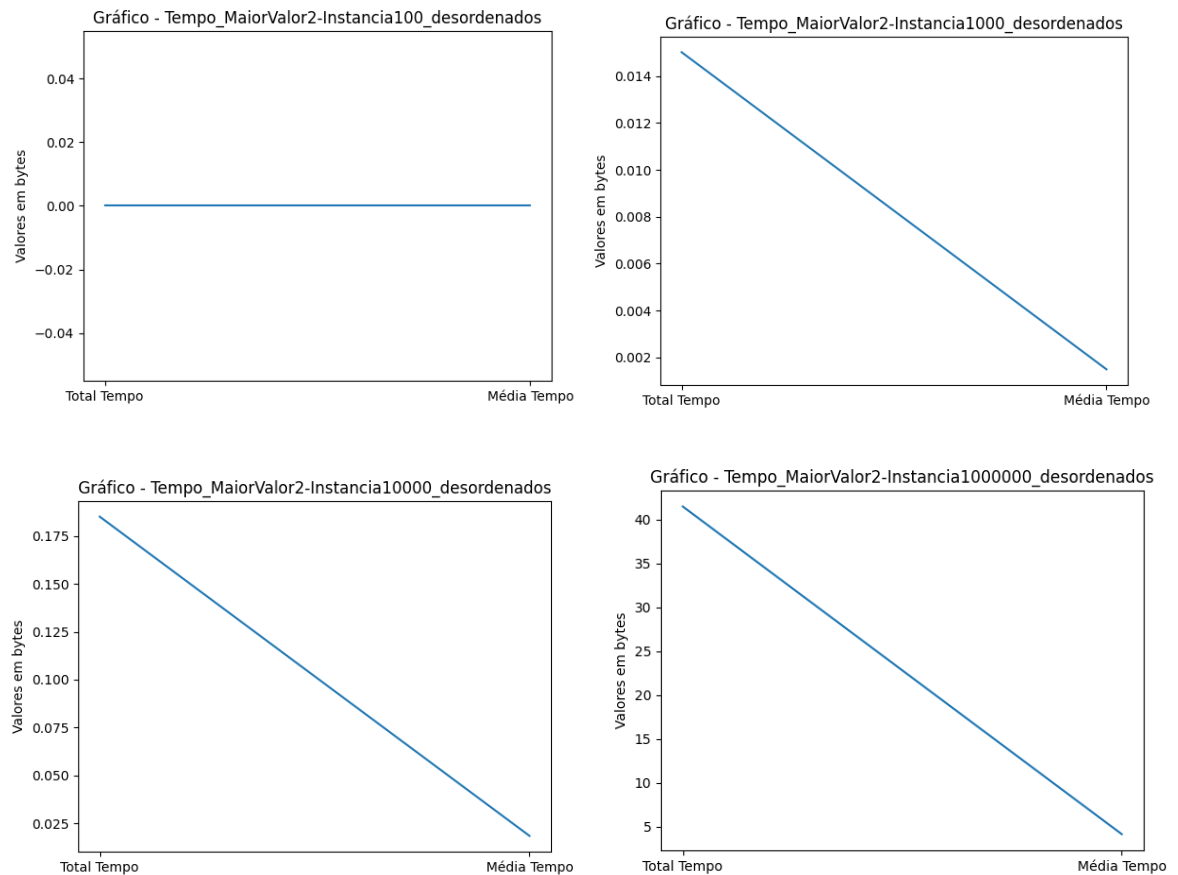 Gráfico - Tempo_MaiorValor2-Instancia100_desordenados
Valores em bytes
0.04
0.02
0.00
−0.02
−0.04
Total Tempo
Média Tempo
Gráfico - Tempo_MaiorValor2-Instancia1000_desordenados
Valores em bytes
0.014
0.012
0.010
0.008
0.006
0.004
0.002
Total Tempo
Média Tempo
Gráfico - Tempo_MaiorValor2-Instancia10000_desordenados
Valores em bytes
0.175
0.150
0.125
0.100
0.075
0.050
0.025
Total Tempo
Média Tempo
Gráfico - Tempo_MaiorValor2-Instancia1000000_desordenados
Valores em bytes
40
35
30
25
20
15
10
5
Total Tempo
Média Tempo